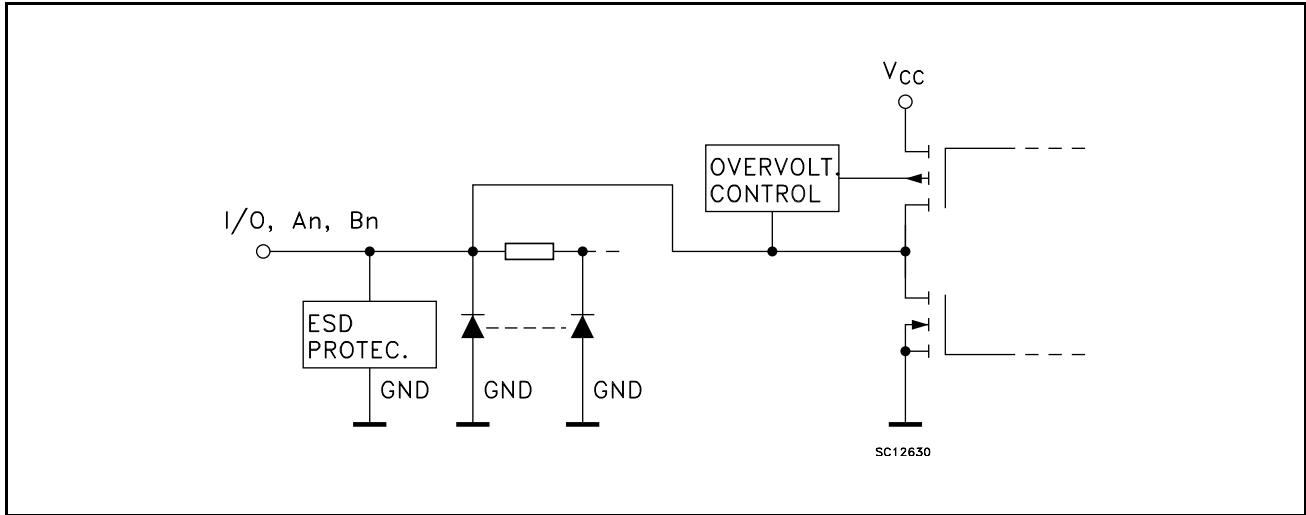 VCC
OVERVOLT.
CONTROL
I/O, An, Bn
ESD
PROTEC.
GND
GND
GND
SC12630